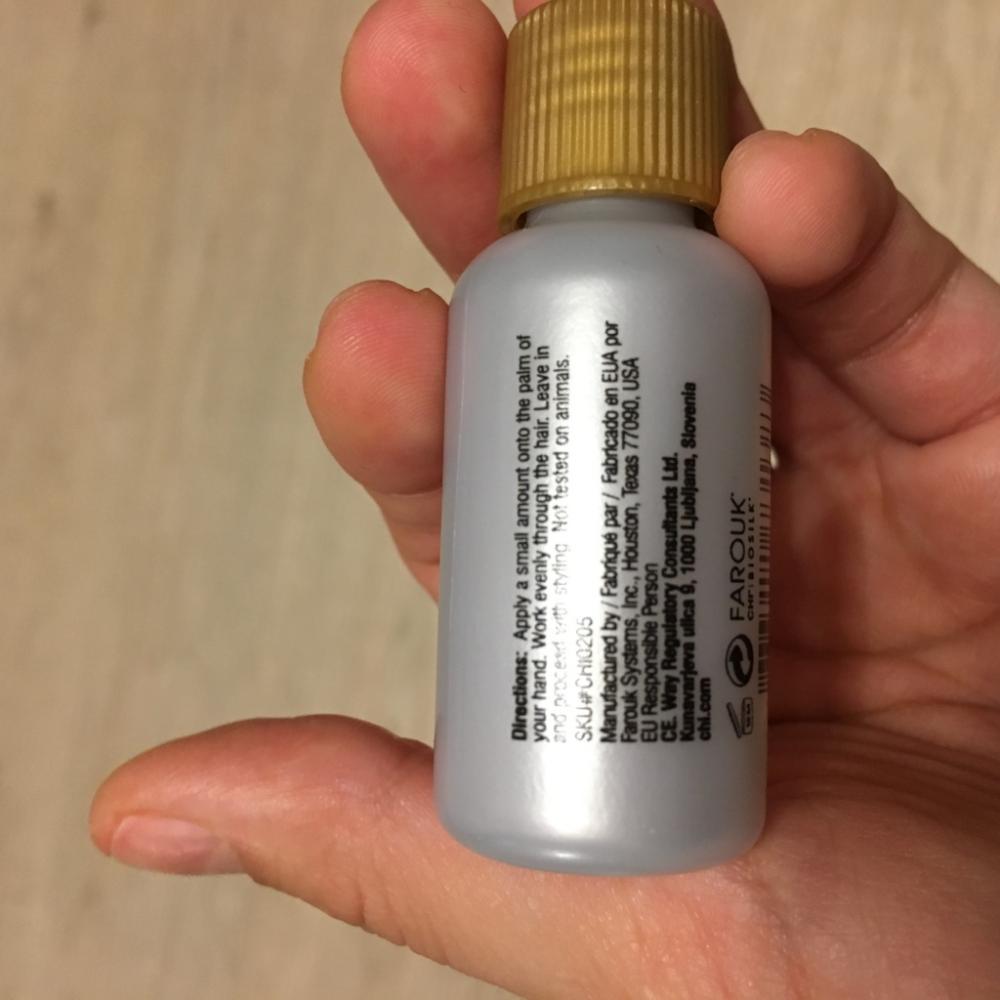 Directions: Apply a small amount onto the palm of
your hand. Work evenly through the hair. Leave in
and proceed with styling. Not tested on animals.
SKU#CHI0205
Manufactured by / Fabriqué par / Fabricado en EUA por
Farouk Systems, Inc., Houston, Texas 77090, USA
EU Responsible Person
CE. Way Regulatory Consultants Ltd.
Kunaverjeva ulica 9, 1000 Ljubljana, Slovenia
chi.com
FAROUK
CHI BIOSILK